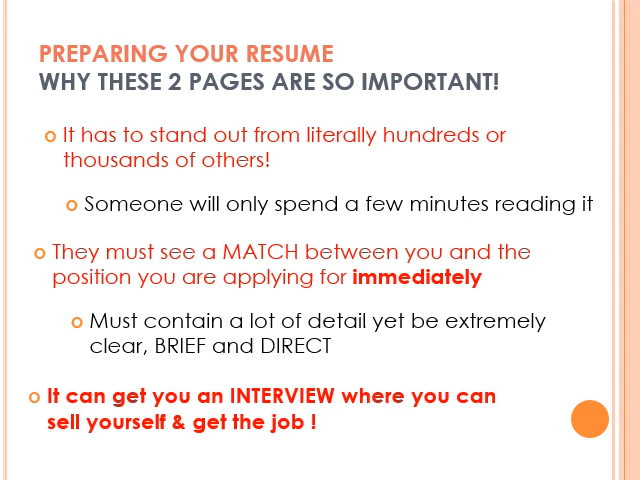 PREPARING YOUR RESUME
WHY THESE 2 PAGES ARE SO IMPORTANT!
It has to stand out from literally hundreds or
thousands of others!
Someone will only spend a few minutes reading it
They must see a MATCH between you and the
position you are applying for immediately
Must contain a lot of detail yet be extremely
clear, BRIEF and DIRECT
It can get you an INTERVIEW where you can
sell yourself & get the job !